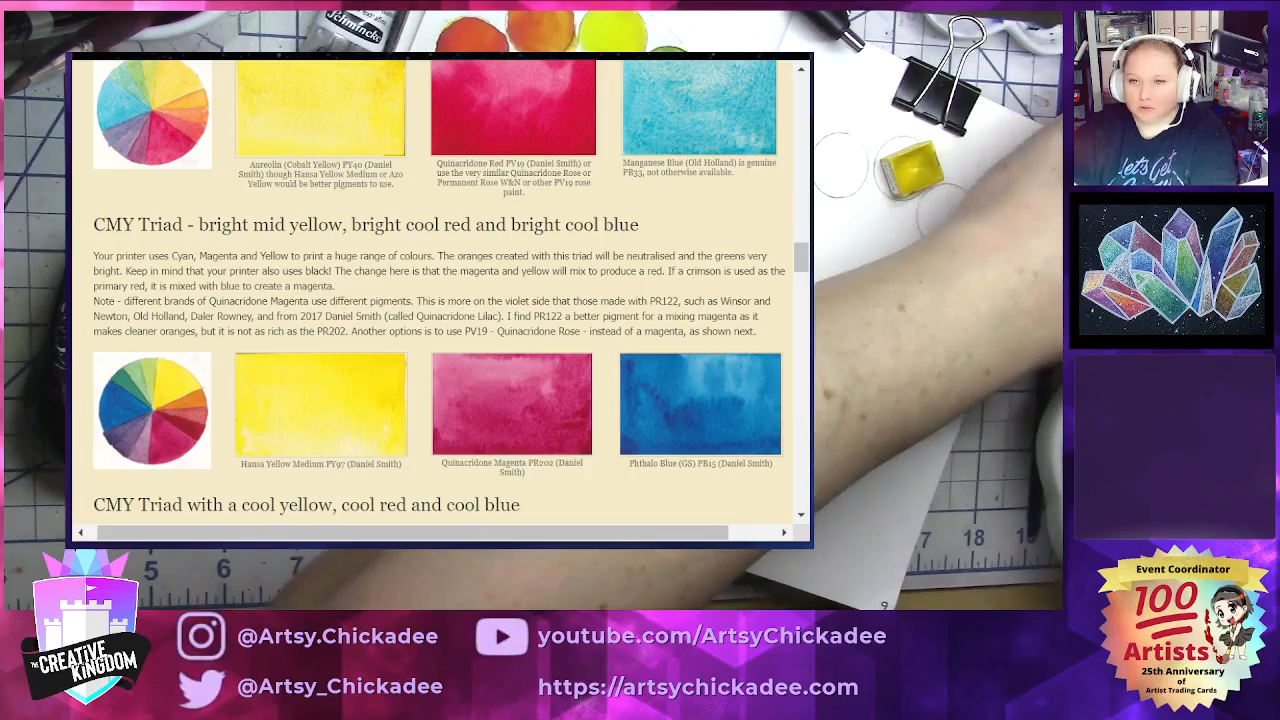 Schmincke
Aureolin (Cobalt Yellow) PY40 (Daniel
Smith) though Hansa Yellow Medium or Azo
Yellow would be better pigments to use.
Quinacridone Red PV19 (Daniel Smith) or
use the very similar Quinacridone Rose or
Permanent Rose W&N or other PV19 rose
paint.
Manganese Blue (Old Holland) is genuine
PB33, not otherwise available.
CMY Triad - bright mid yellow, bright cool red and bright cool blue
Your printer uses Cyan, Magenta and Yellow to print a huge range of colours. The oranges created with this triad will be neutralised and the greens very
bright. Keep in mind that your printer also uses black! The change here is that the magenta and yellow will mix to produce a red. If a crimson is used as the
primary red, it is mixed with blue to create a magenta.
Note - different brands of Quinacridone Magenta use different pigments. This is more on the violet side that those made with PR122, such as Winsor and
Newton, Old Holland, Daler Rowney, and from 2017 Daniel Smith (called Quinacridone Lilac). I find PR122 a better pigment for a mixing magenta as it
makes cleaner oranges, but it is not as rich as the PR202. Another options is to use PV19 - Quinacridone Rose - instead of a magenta, as shown next.
Hansa Yellow Medium PY97 (Daniel Smith)
Quinacridone Magenta PR202 (Daniel
Smith)
Phthalo Blue (GS) PB15 (Daniel Smith)
CMY Triad with a cool yellow, cool red and cool blue
5
6
7
9
17
18
Let's Get
Event Coordinator
100
Artists
25th Anniversary
of
Artist Trading Cards
THE CREATIVE
KINGDOM
@Artsy.Chickadee
youtube.com/ArtsyChickadee
@Artsy_Chickadee
https://artsychickadee.com